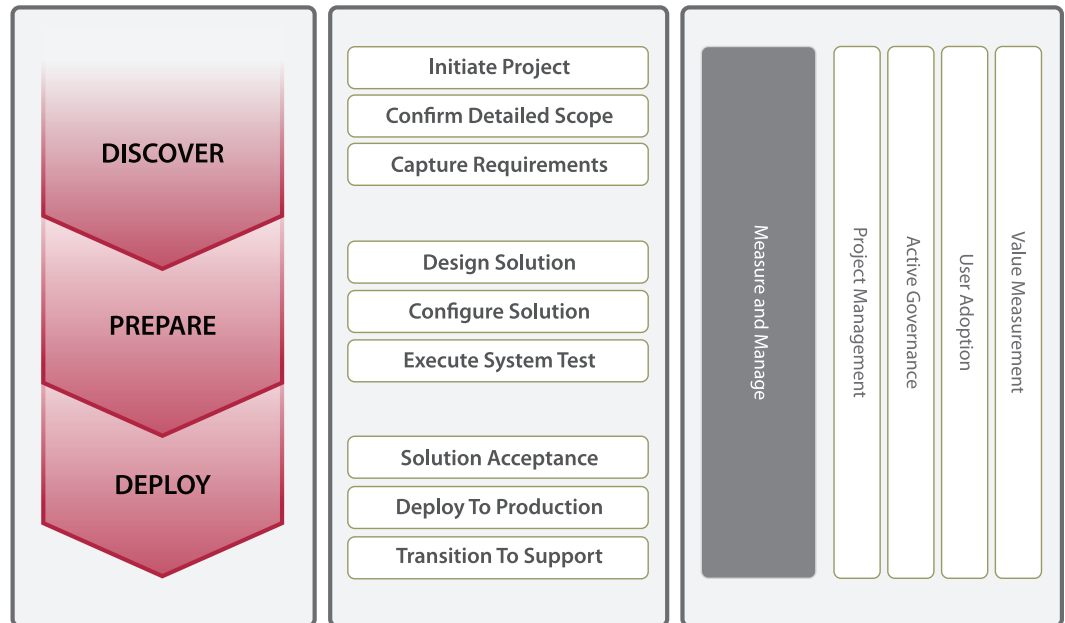 DISCOVER
PREPARE
DEPLOY
Initiate Project
Confirm Detailed Scope
Capture Requirements
Design Solution
Configure Solution
Execute System Test
Solution Acceptance
Deploy To Production
Transition To Support
Measure and Manage
Project Management
Active Governance
User Adoption
Value Measurement